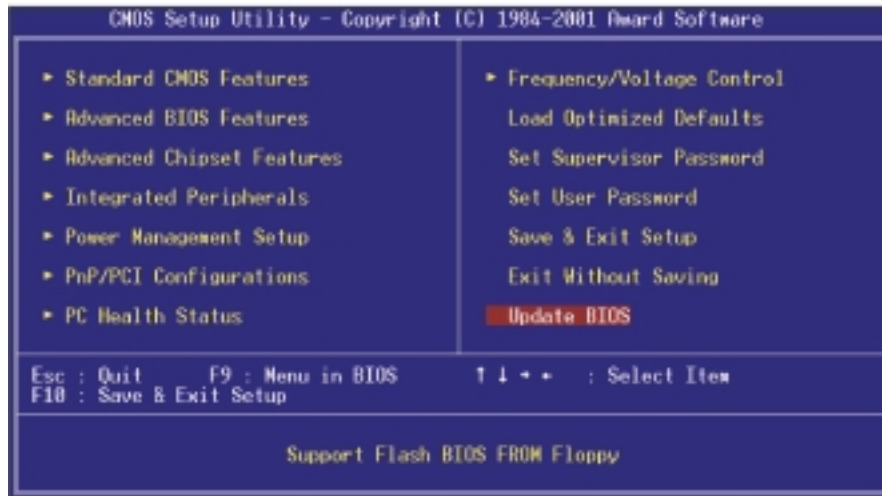 CMOS Setup Utility - Copyright (C) 1984-2001 Award Software
► Standard CMOS Features
► Advanced BIOS Features
► Advanced Chipset Features
► Integrated Peripherals
► Power Management Setup
► PnP/PCI Configurations
► PC Health Status
► Frequency/Voltage Control
Load Optimized Defaults
Set Supervisor Password
Set User Password
Save & Exit Setup
Exit Without Saving
Update BIOS
Esc : Quit F9 : Menu in BIOS ↑ ↓ → ← : Select Item
F10 : Save & Exit Setup
Support Flash BIOS FROM Floppy